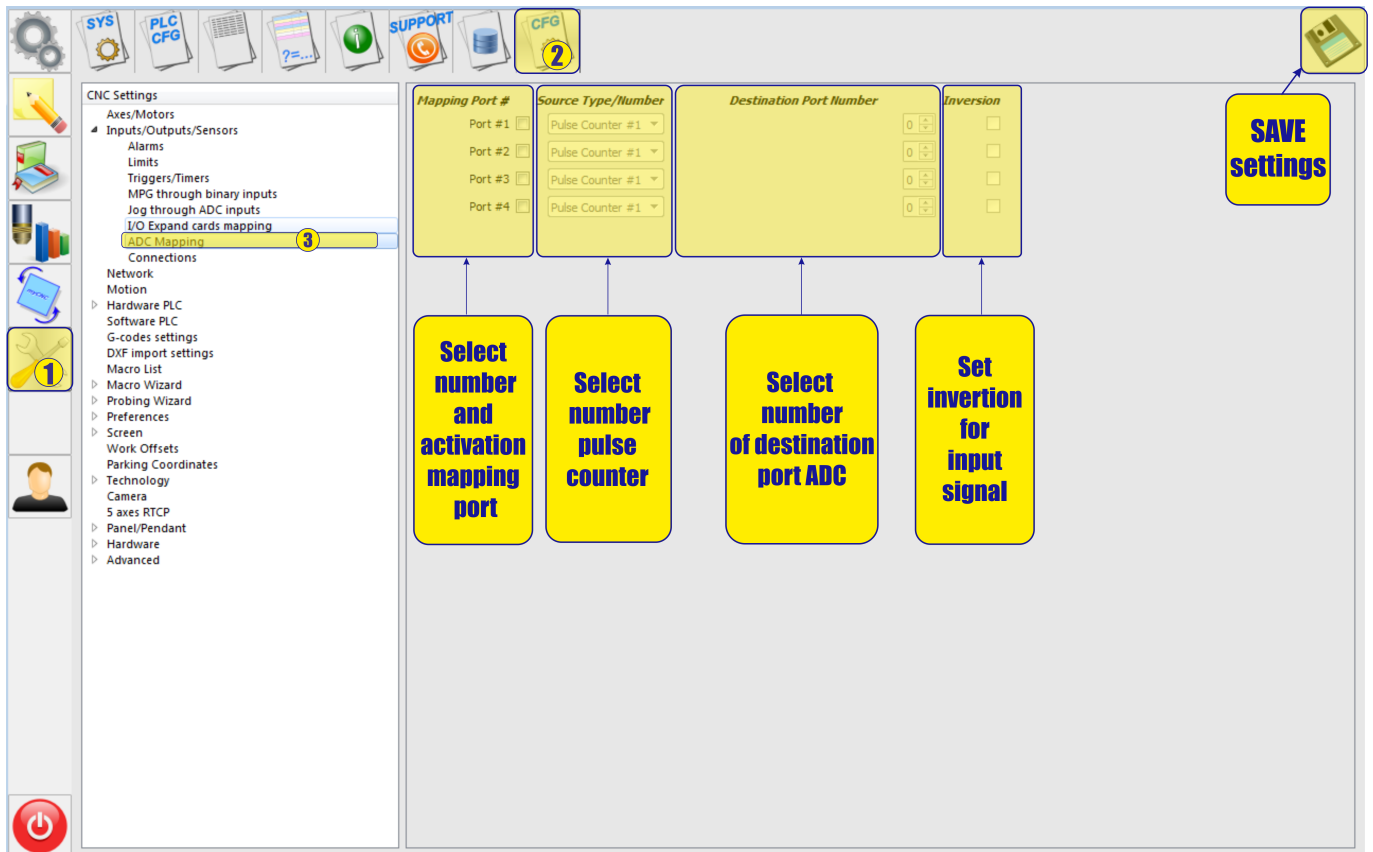 SYS
PLC
CFG
?=...
SUPPORT
CFG
2
CNC Settings
Axes/Motors
Inputs/Outputs/Sensors
Alarms
Limits
Triggers/Timers
MPG through binary inputs
Jog through ADC inputs
I/O Expand cards mapping
ADC Mapping
3
Connections
Network
Motion
Hardware PLC
Software PLC
G-codes settings
DXF import settings
Macro List
Macro Wizard
Probing Wizard
Preferences
Screen
Work Offsets
Parking Coordinates
Technology
Camera
5 axes RTCP
Panel/Pendant
Hardware
Advanced
myCNC
1
Mapping Port # Source Type/Number Destination Port Number Inversion
Port #1 Pulse Counter #1 0
Port #2 Pulse Counter #1 0
Port #3 Pulse Counter #1 0
Port #4 Pulse Counter #1 0
Select
number
and
activation
mapping
port
Select
number
pulse
counter
Select
number
of destination
port ADC
Set
invertion
for
input
signal
SAVE
settings